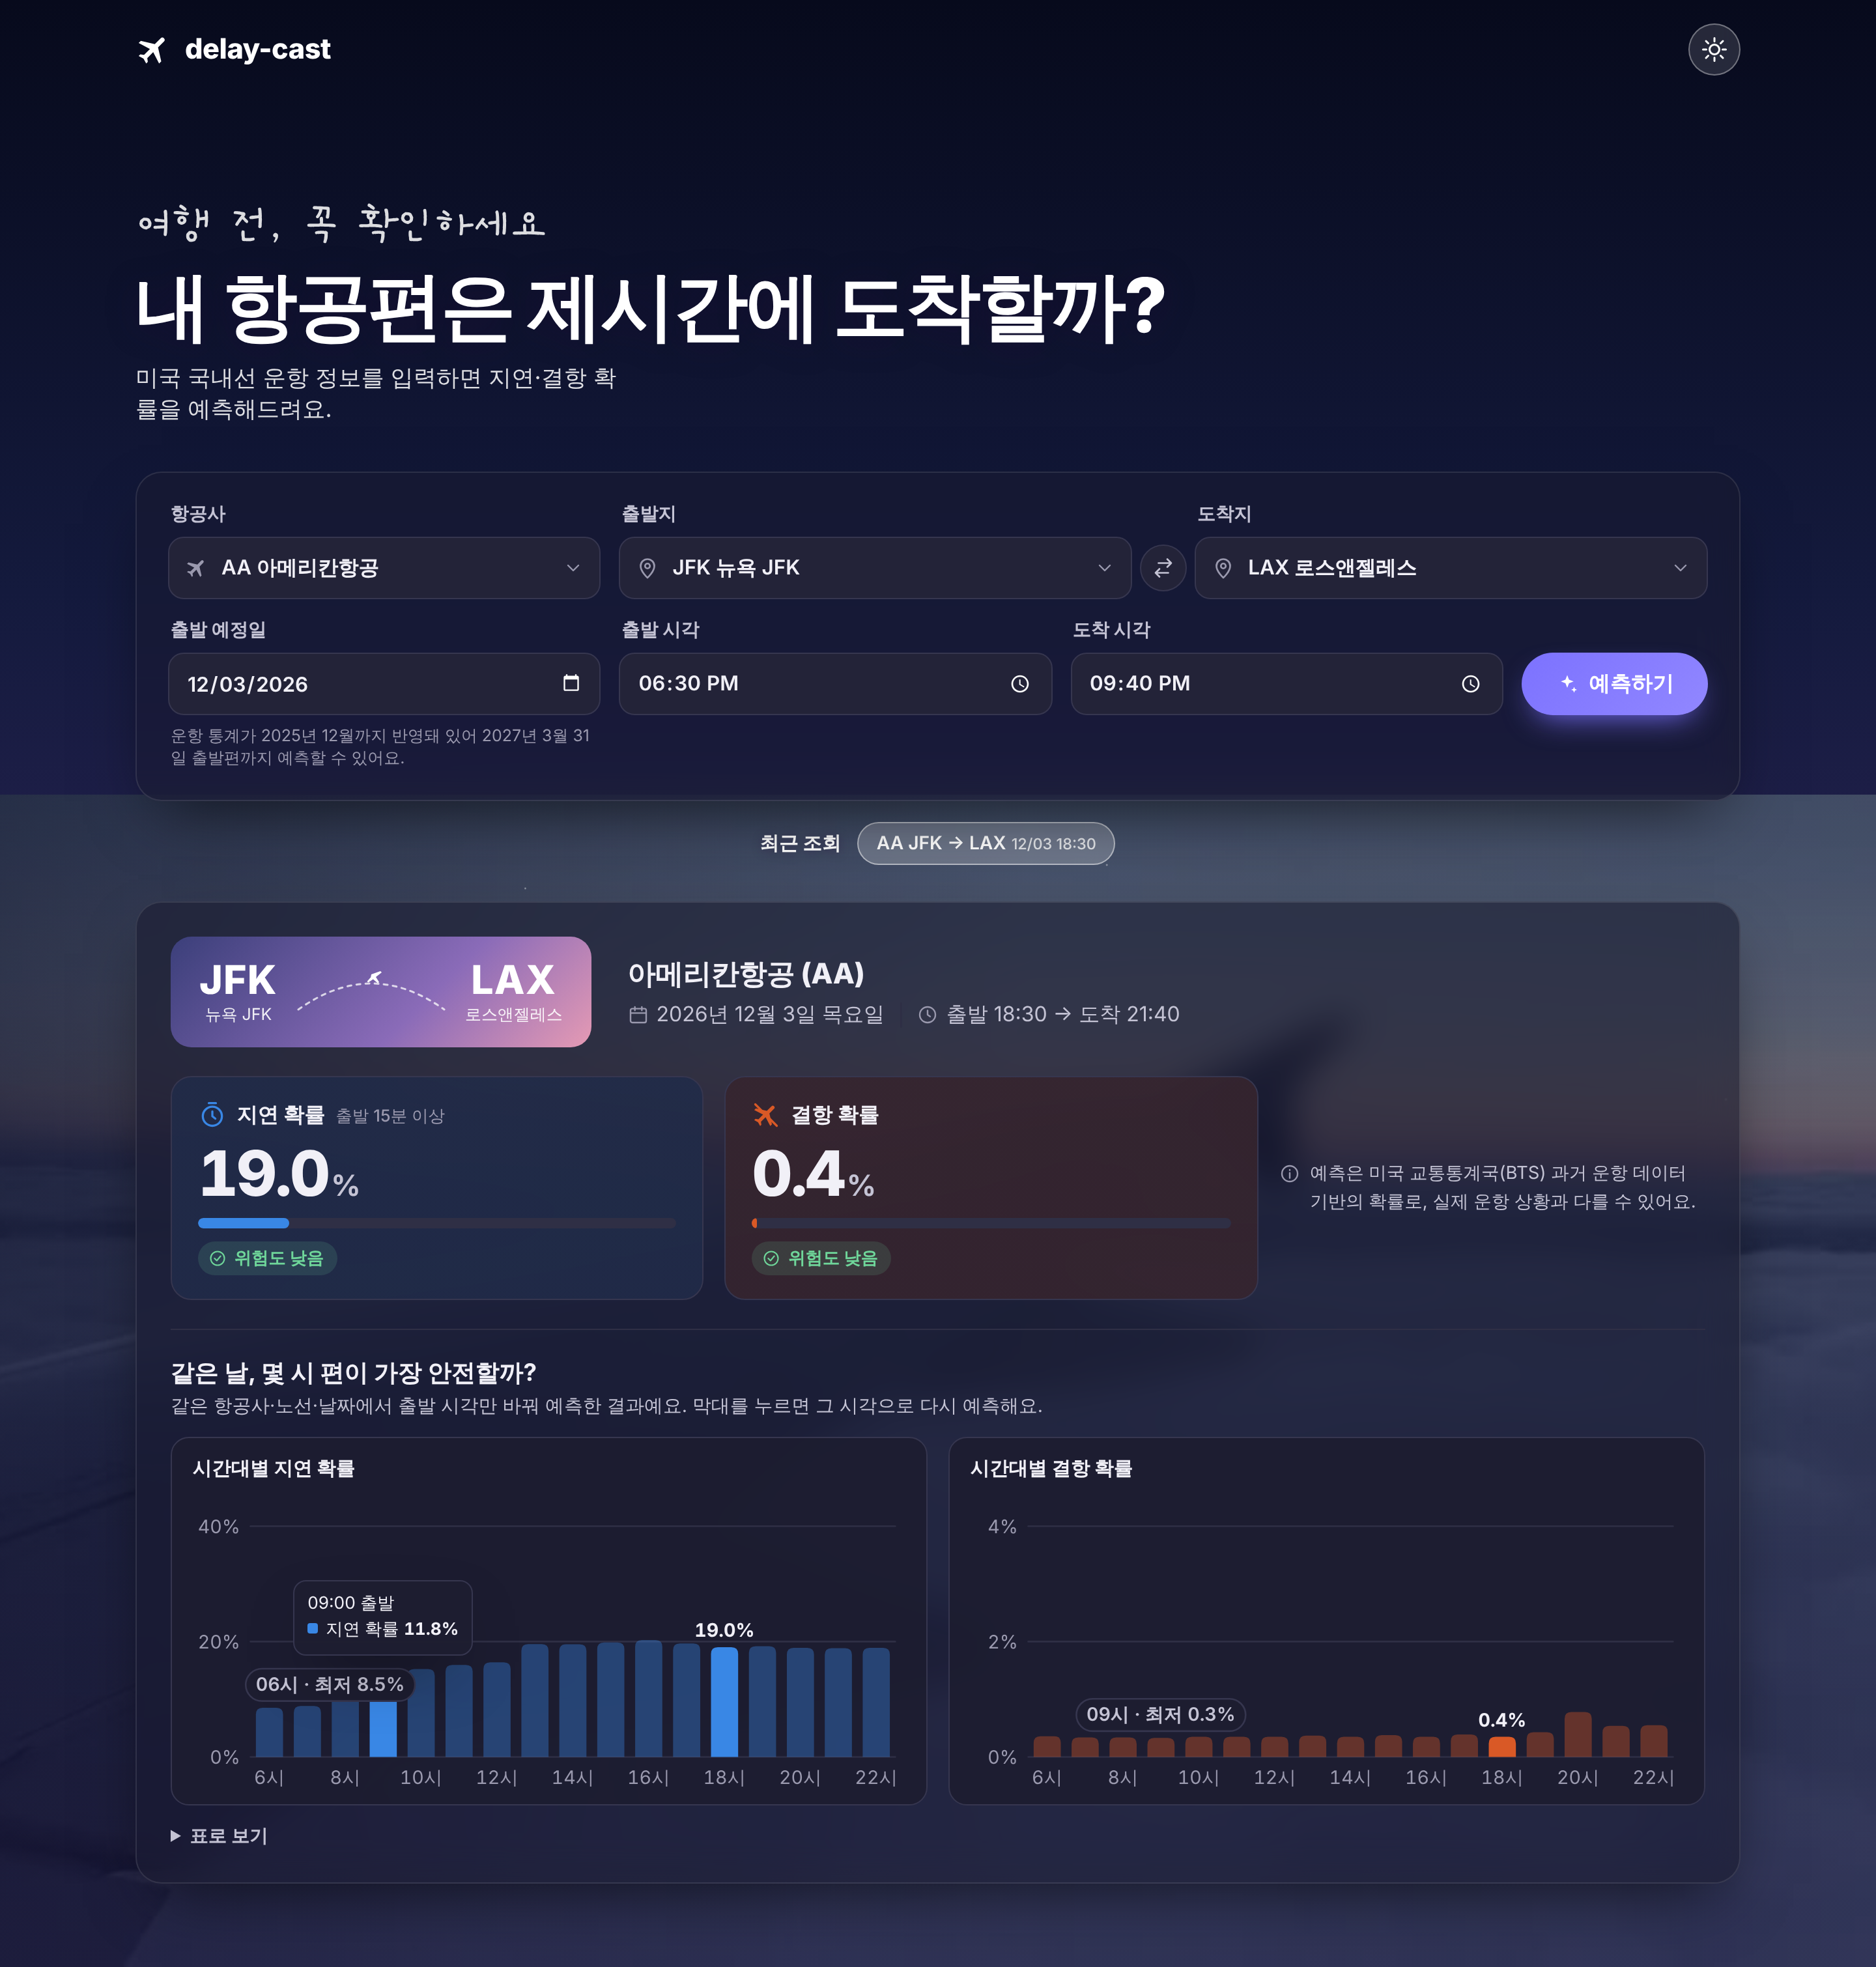 delay-cast
여행 전, 꼭 확인하세요
내 항공편은 제시간에 도착할까?
미국 국내선 운항 정보를 입력하면 지연·결항 확
률을 예측해드려요.
항공사
출발지
도착지
AA 아메리칸항공
JFK 뉴욕 JFK
LAX 로스앤젤레스
출발 예정일
출발 시각
도착 시각
12/03/2026
06:30 PM
09:40 PM
예측하기
운항 통계가 2025년 12월까지 반영돼 있어 2027년 3월 31
일 출발편까지 예측할 수 있어요.
최근 조회
AA JFK → LAX 12/03 18:30
JFK
뉴욕 JFK
LAX
로스앤젤레스
아메리칸항공 (AA)
2026년 12월 3일 목요일
출발 18:30 → 도착 21:40
지연 확률 출발 15분 이상
19.0%
위험도 낮음
결항 확률
0.4%
위험도 낮음
예측은 미국 교통통계국(BTS) 과거 운항 데이터
기반의 확률로, 실제 운항 상황과 다를 수 있어요.
같은 날, 몇 시 편이 가장 안전할까?
같은 항공사·노선·날짜에서 출발 시각만 바꿔 예측한 결과예요. 막대를 누르면 그 시각으로 다시 예측해요.
시간대별 지연 확률
40%
20%
0%
09:00 출발
지연 확률 11.8%
06시 · 최저 8.5%
19.0%
6시 8시 10시 12시 14시 16시 18시 20시 22시
시간대별 결항 확률
4%
2%
0%
09시 · 최저 0.3%
0.4%
6시 8시 10시 12시 14시 16시 18시 20시 22시
▶ 표로 보기